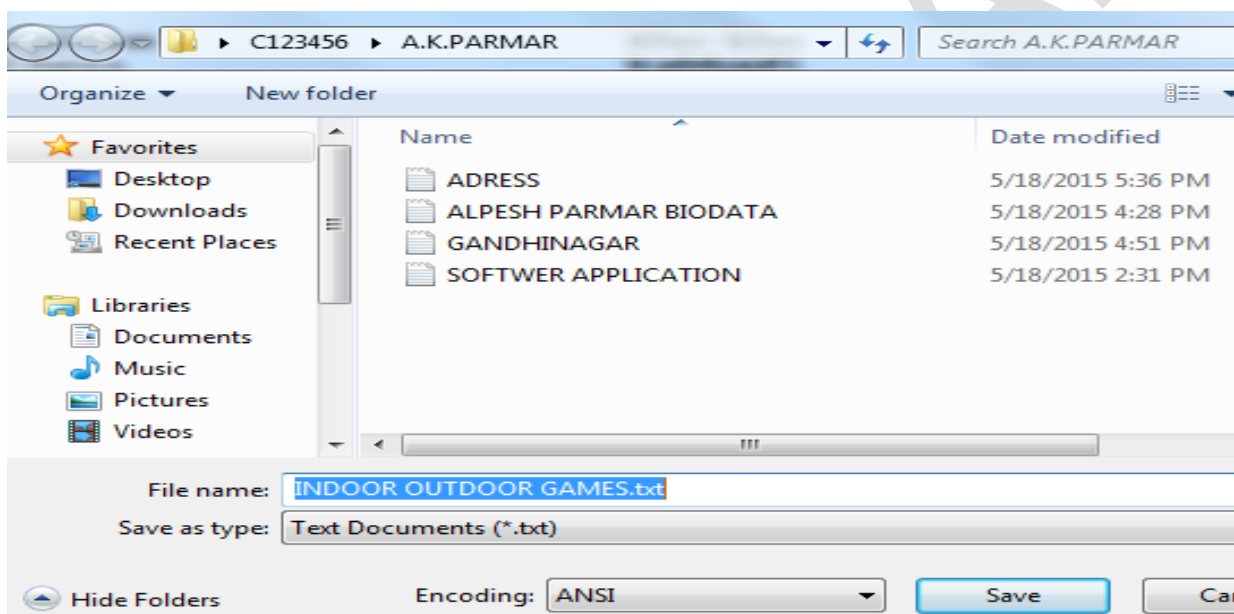 C123456 ▸ A.K.PARMAR Search A.K.PARMAR
Organize New folder
Favorites
Desktop
Downloads
Recent Places
Libraries
Documents
Music
Pictures
Videos
Name Date modified
ADRESS 5/18/2015 5:36 PM
ALPESH PARMAR BIODATA 5/18/2015 4:28 PM
GANDHINAGAR 5/18/2015 4:51 PM
SOFTWER APPLICATION 5/18/2015 2:31 PM
File name: INDOOR OUTDOOR GAMES.txt
Save as type: Text Documents (*.txt)
Hide Folders Encoding: ANSI Save